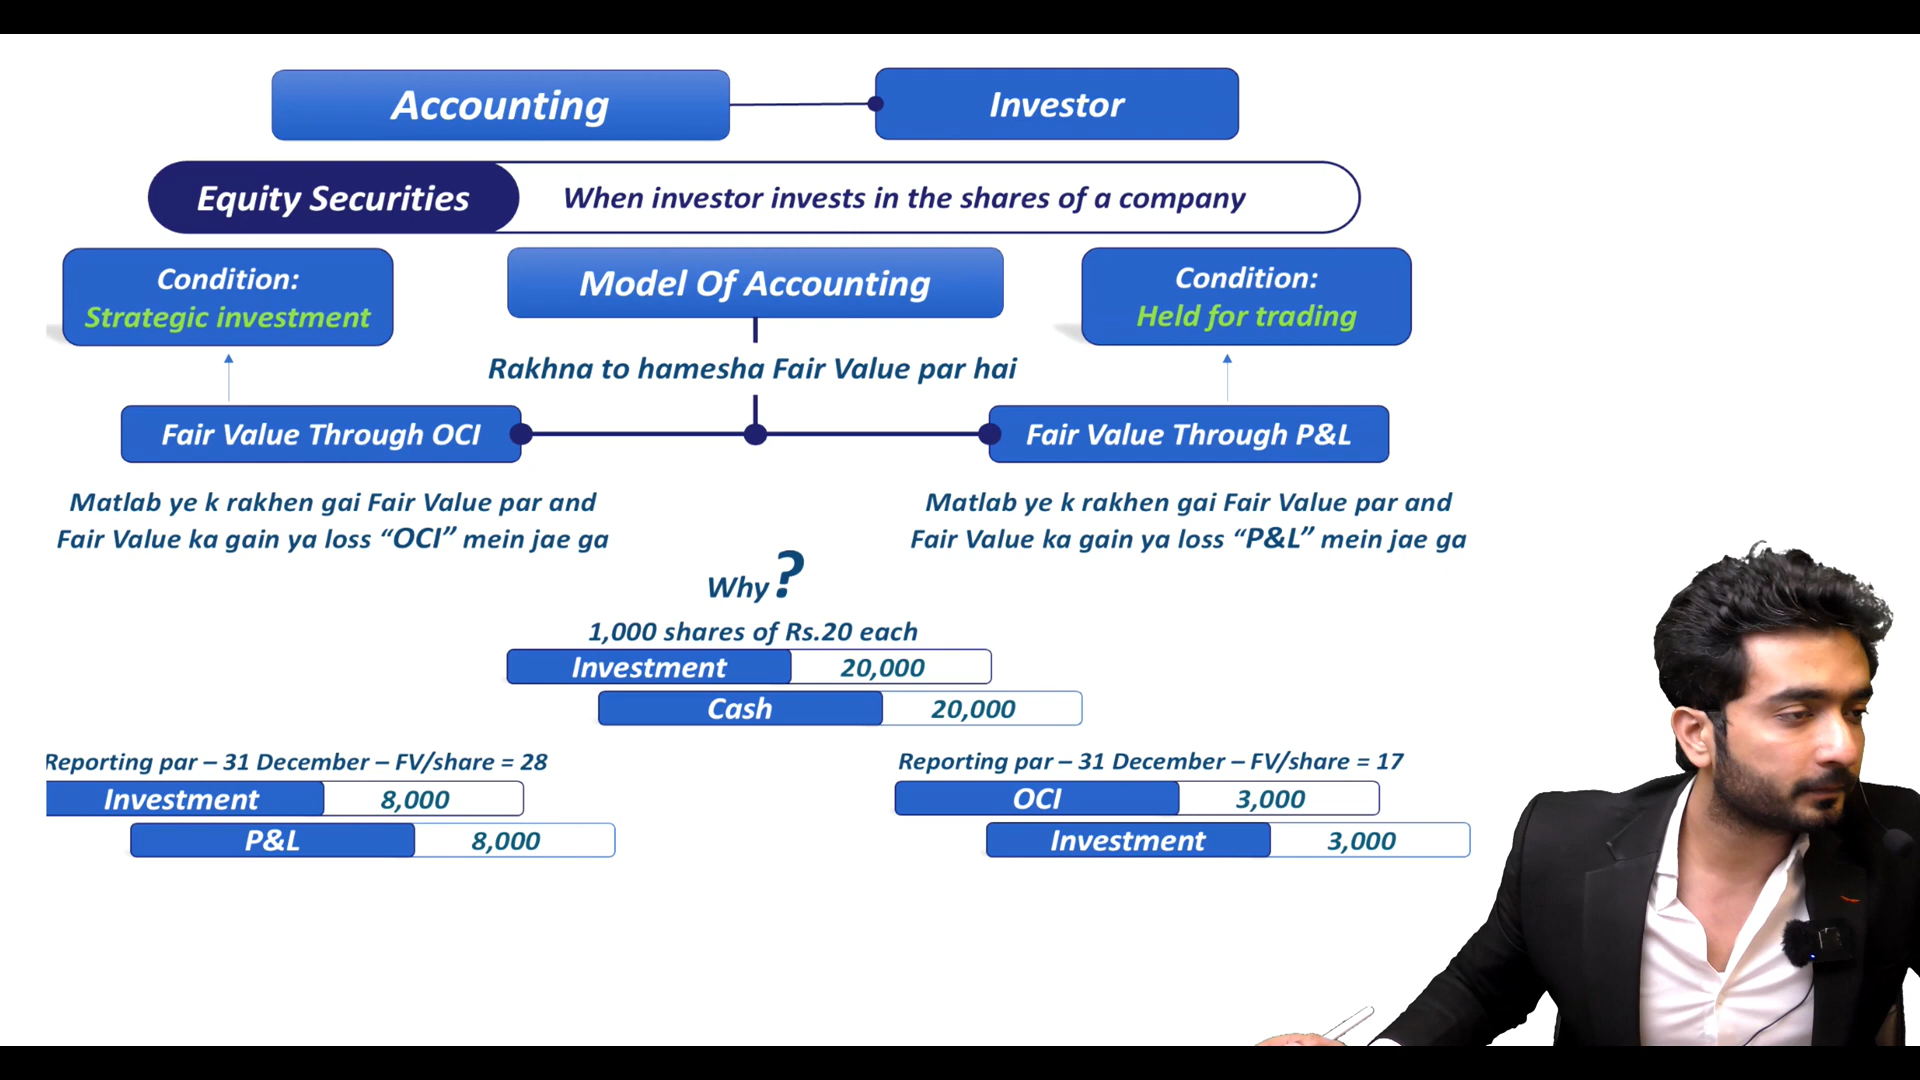 Accounting
Investor
Equity Securities
When investor invests in the shares of a company
Condition:
Strategic investment
Model Of Accounting
Condition:
Held for trading
Rakhna to hamesha Fair Value par hai
Fair Value Through OCI
Fair Value Through P&L
Matlab ye k rakhen gai Fair Value par and
Fair Value ka gain ya loss “OCI” mein jae ga
Matlab ye k rakhen gai Fair Value par and
Fair Value ka gain ya loss “P&L” mein jae ga
Why?
1,000 shares of Rs.20 each
Investment 20,000
Cash 20,000
Reporting par – 31 December – FV/share = 28
Investment 8,000
P&L 8,000
Reporting par – 31 December – FV/share = 17
OCI 3,000
Investment 3,000